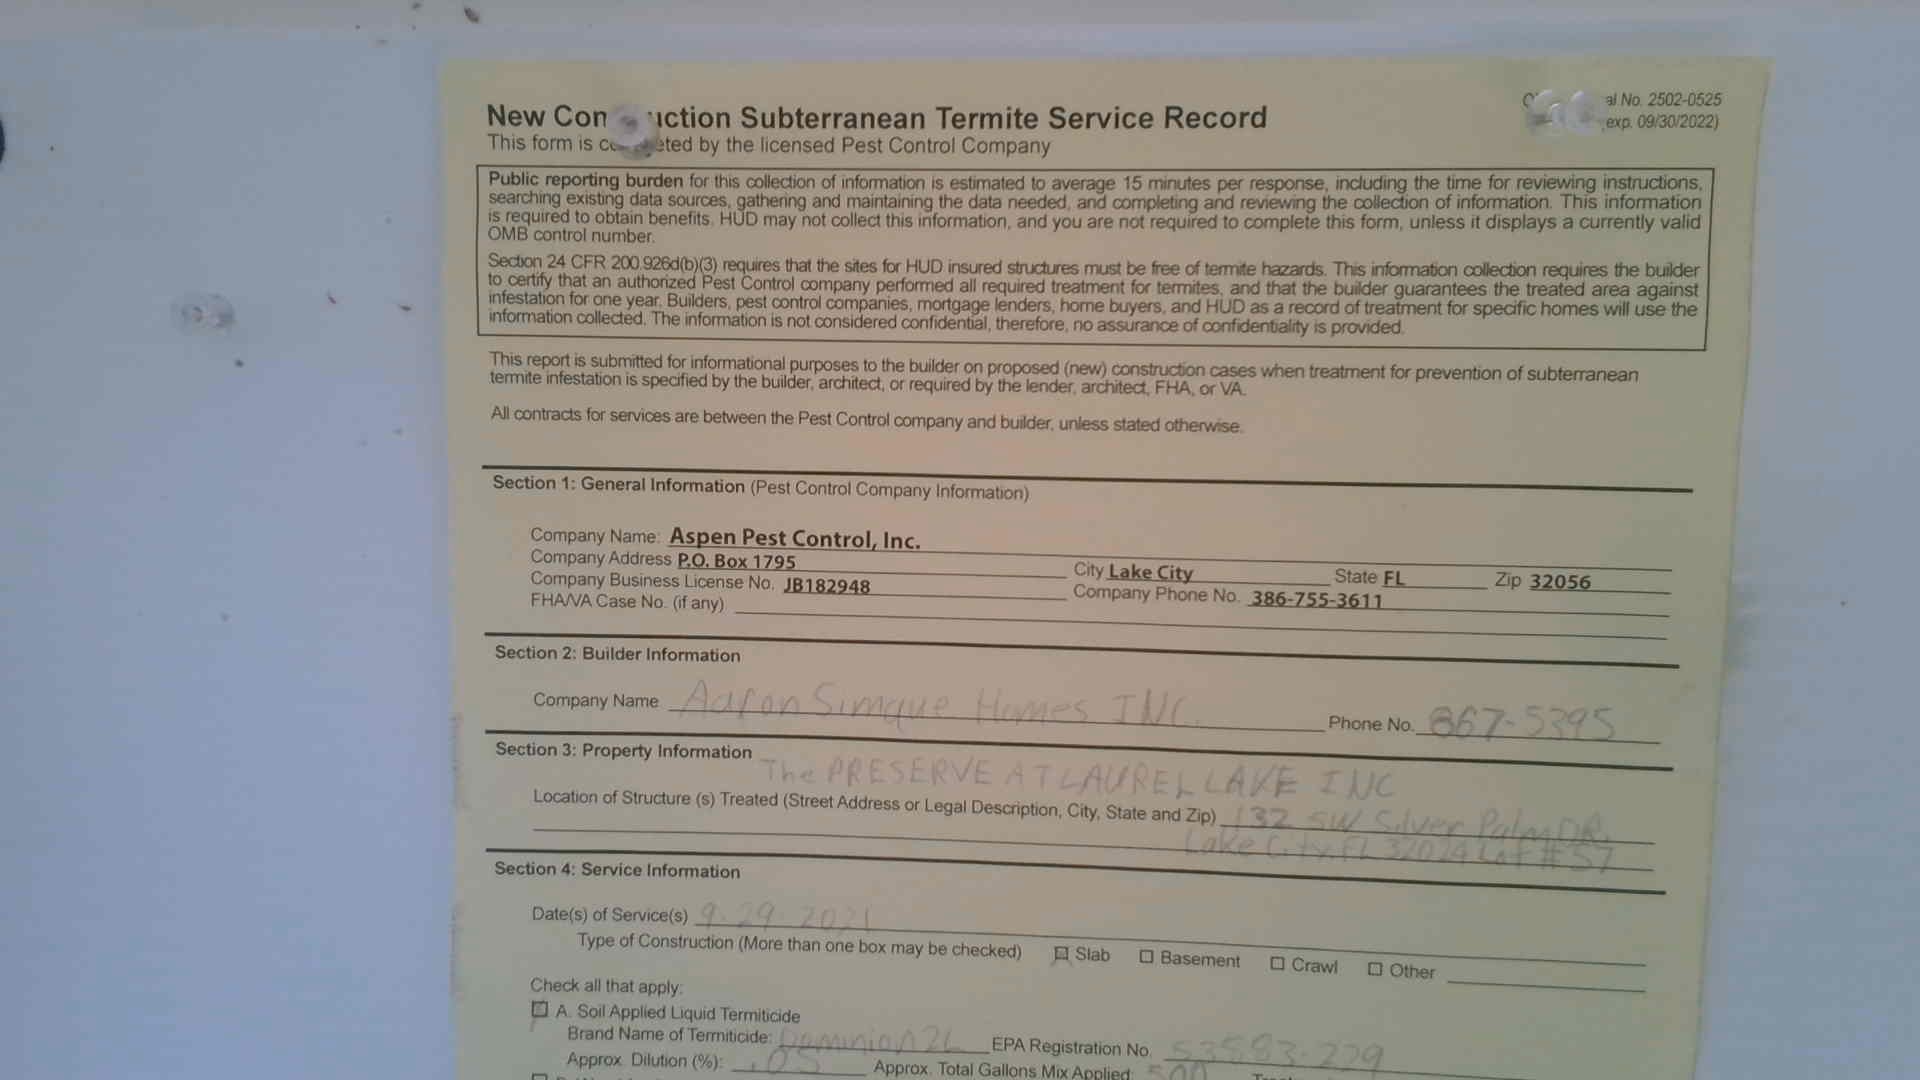 New Con uction Subterranean Termite Service Record
al No. 2502-0525
exp. 09/30/2022)
This form is c eted by the licensed Pest Control Company
Public reporting burden for this collection of information is estimated to average 15 minutes per response, including the time for reviewing instructions,
searching existing data sources, gathering and maintaining the data needed, and completing and reviewing the collection of information. This information
is required to obtain benefits. HUD may not collect this information, and you are not required to complete this form, unless it displays a currently valid
OMB control number.
Section 24 CFR 200.926d(b)(3) requires that the sites for HUD insured structures must be free of termite hazards. This information collection requires the builder
to certify that an authorized Pest Control company performed all required treatment for termites, and that the builder guarantees the treated area against
infestation for one year. Builders, pest control companies, mortgage lenders, home buyers, and HUD as a record of treatment for specific homes will use the
information collected. The information is not considered confidential, therefore, no assurance of confidentiality is provided.
This report is submitted for informational purposes to the builder on proposed (new) construction cases when treatment for prevention of subterranean
termite infestation is specified by the builder, architect, or required by the lender, architect, FHA, or VA.
All contracts for services are between the Pest Control company and builder, unless stated otherwise.
Section 1: General Information (Pest Control Company Information)
Company Name: Aspen Pest Control, Inc.
Company Address P.O. Box 1795 City Lake City State FL Zip 32056
Company Business License No. JB182948 Company Phone No. 386-755-3611
FHA/VA Case No. (if any)
Section 2: Builder Information
Company Name Aaron Simque Homes INC. Phone No. 867-5395
Section 3: Property Information
The PRESERVE AT LAUREL LAKE INC
Location of Structure (s) Treated (Street Address or Legal Description, City, State and Zip) 132 SW Silver Palm DR,
Lake City, FL 32024 Lot #57
Section 4: Service Information
Date(s) of Service(s) 9-29-2021
Type of Construction (More than one box may be checked) Slab Basement Crawl Other
Check all that apply:
A. Soil Applied Liquid Termiticide
Brand Name of Termiticide: Dominion 2L EPA Registration No. 53883-229
Approx. Dilution (%): .05 Approx. Total Gallons Mix Applied: 500